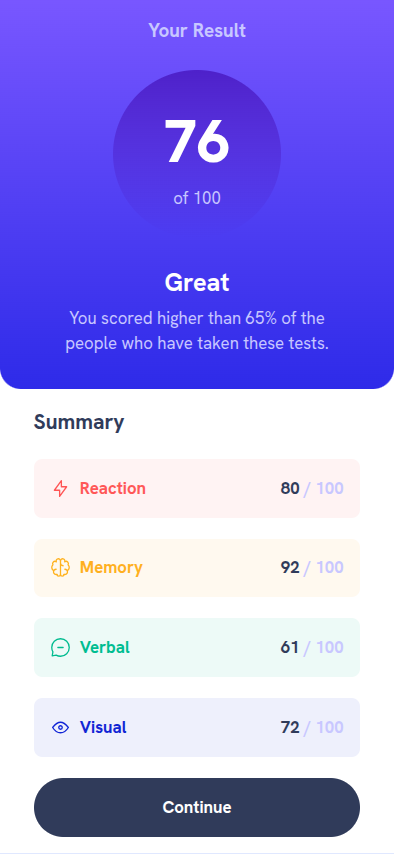 Your Result
76
of 100
Great
You scored higher than 65% of the
people who have taken these tests.
Summary
Reaction 80 / 100
Memory 92 / 100
Verbal 61 / 100
Visual 72 / 100
Continue